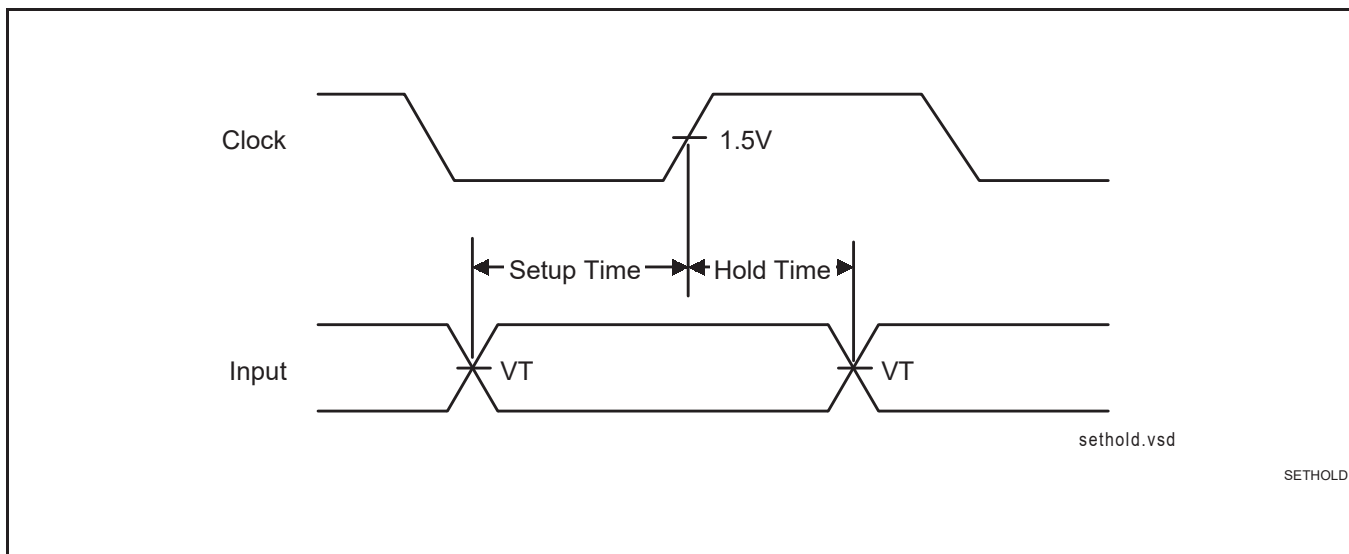 Clock
1.5V
Setup Time
Hold Time
Input
VT
VT
sethold.vsd
SETHOLD